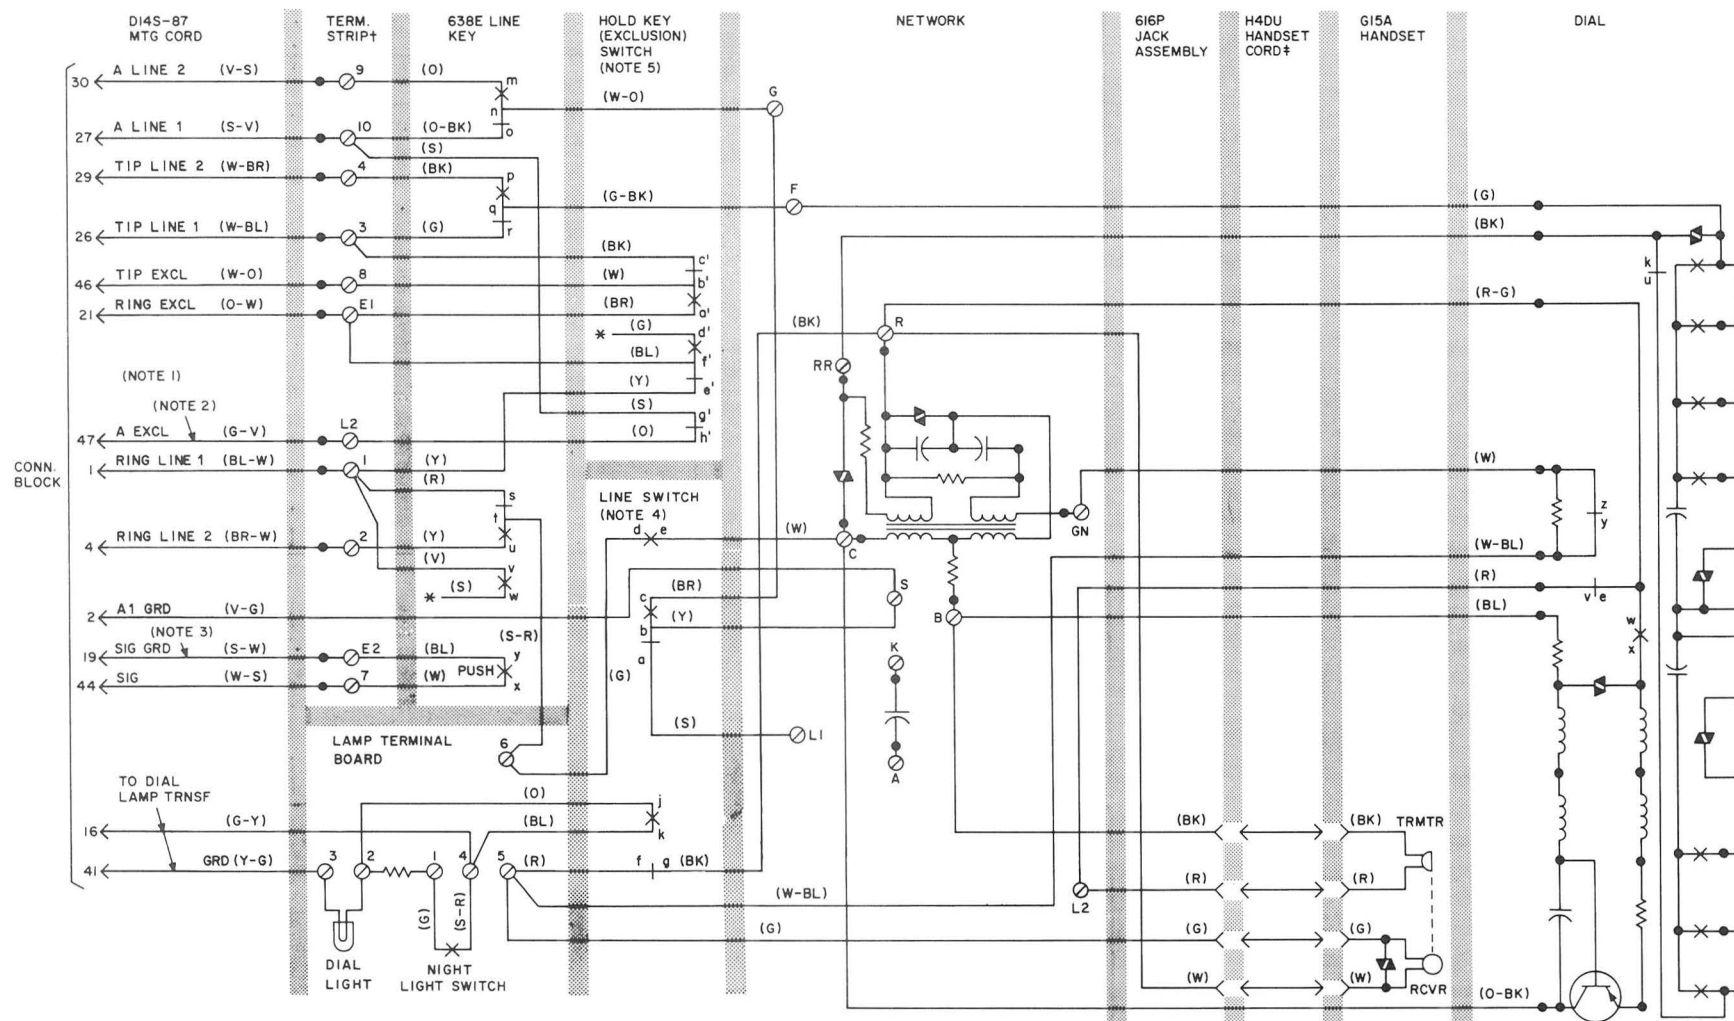 D14S-87
MTG CORD
TERM.
STRIP†
638E LINE
KEY
HOLD KEY
(EXCLUSION)
SWITCH
(NOTE 5)
NETWORK
616P
JACK
ASSEMBLY
H4DU
HANDSET
CORD‡
G15A
HANDSET
DIAL
30 A LINE 2 (V-S) 9 (O) m
n (W-O) G
27 A LINE 1 (S-V) 10 (O-BK) o
(S)
29 TIP LINE 2 (W-BR) 4 (BK) p
q (G-BK) F (G)
26 TIP LINE 1 (W-BL) 3 (G) r (BK)
(BK) c'
k
u
46 TIP EXCL (W-O) 8 (W) b'
21 RING EXCL (O-W) E1 (BR) a' (R-G)
* (G) d' (BK) R
(BL) f' RR
(NOTE 1) (Y) e'
(NOTE 2) (S) g'
47 A EXCL (G-V) L2 (O) h'
CONN.
BLOCK
1 RING LINE 1 (BL-W) 1 (Y) (W)
(R) s
LINE SWITCH
(NOTE 4)
t GN z
y
d e (W) C
4 RING LINE 2 (BR-W) 2 (Y) u (W-BL)
(V) v
* (S) w (BR) S (R) v e
2 A1 GRD (V-G) c (Y) B (BL)
b w
x
(NOTE 3) (S-R)
19 SIG GRD (S-W) E2 (BL) y a K
PUSH (G)
44 SIG (W-S) 7 (W) x
(S) L1
LAMP TERMINAL
BOARD
6 A
TO DIAL
LAMP TRNSF
(O) j
16 (G-Y) (BL) k (BK) (BK) TRMTR
41 GRD (Y-G) 3 2 1 4 5 (R) f g (BK)
(W-BL) L2 (R) (R)
(G) (S-R) (G) (G) (G)
DIAL
LIGHT
NIGHT
LIGHT SWITCH
(W) (W) RCVR
(O-BK)